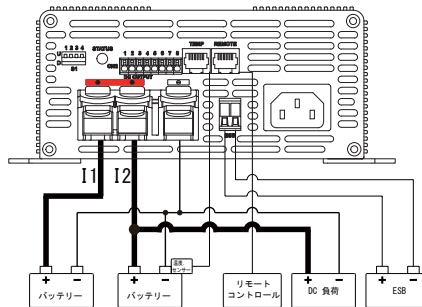 1 2 3 4
STATUS
S1
CN2
1 2 3 4 5 6 7 8
DC OUTPUT
TEMP
REMOTE
I1
I2
温度
センサー
+ −
バッテリー
+ −
バッテリー
リモート
コントロール
+ −
DC 負荷
+ −
ESB